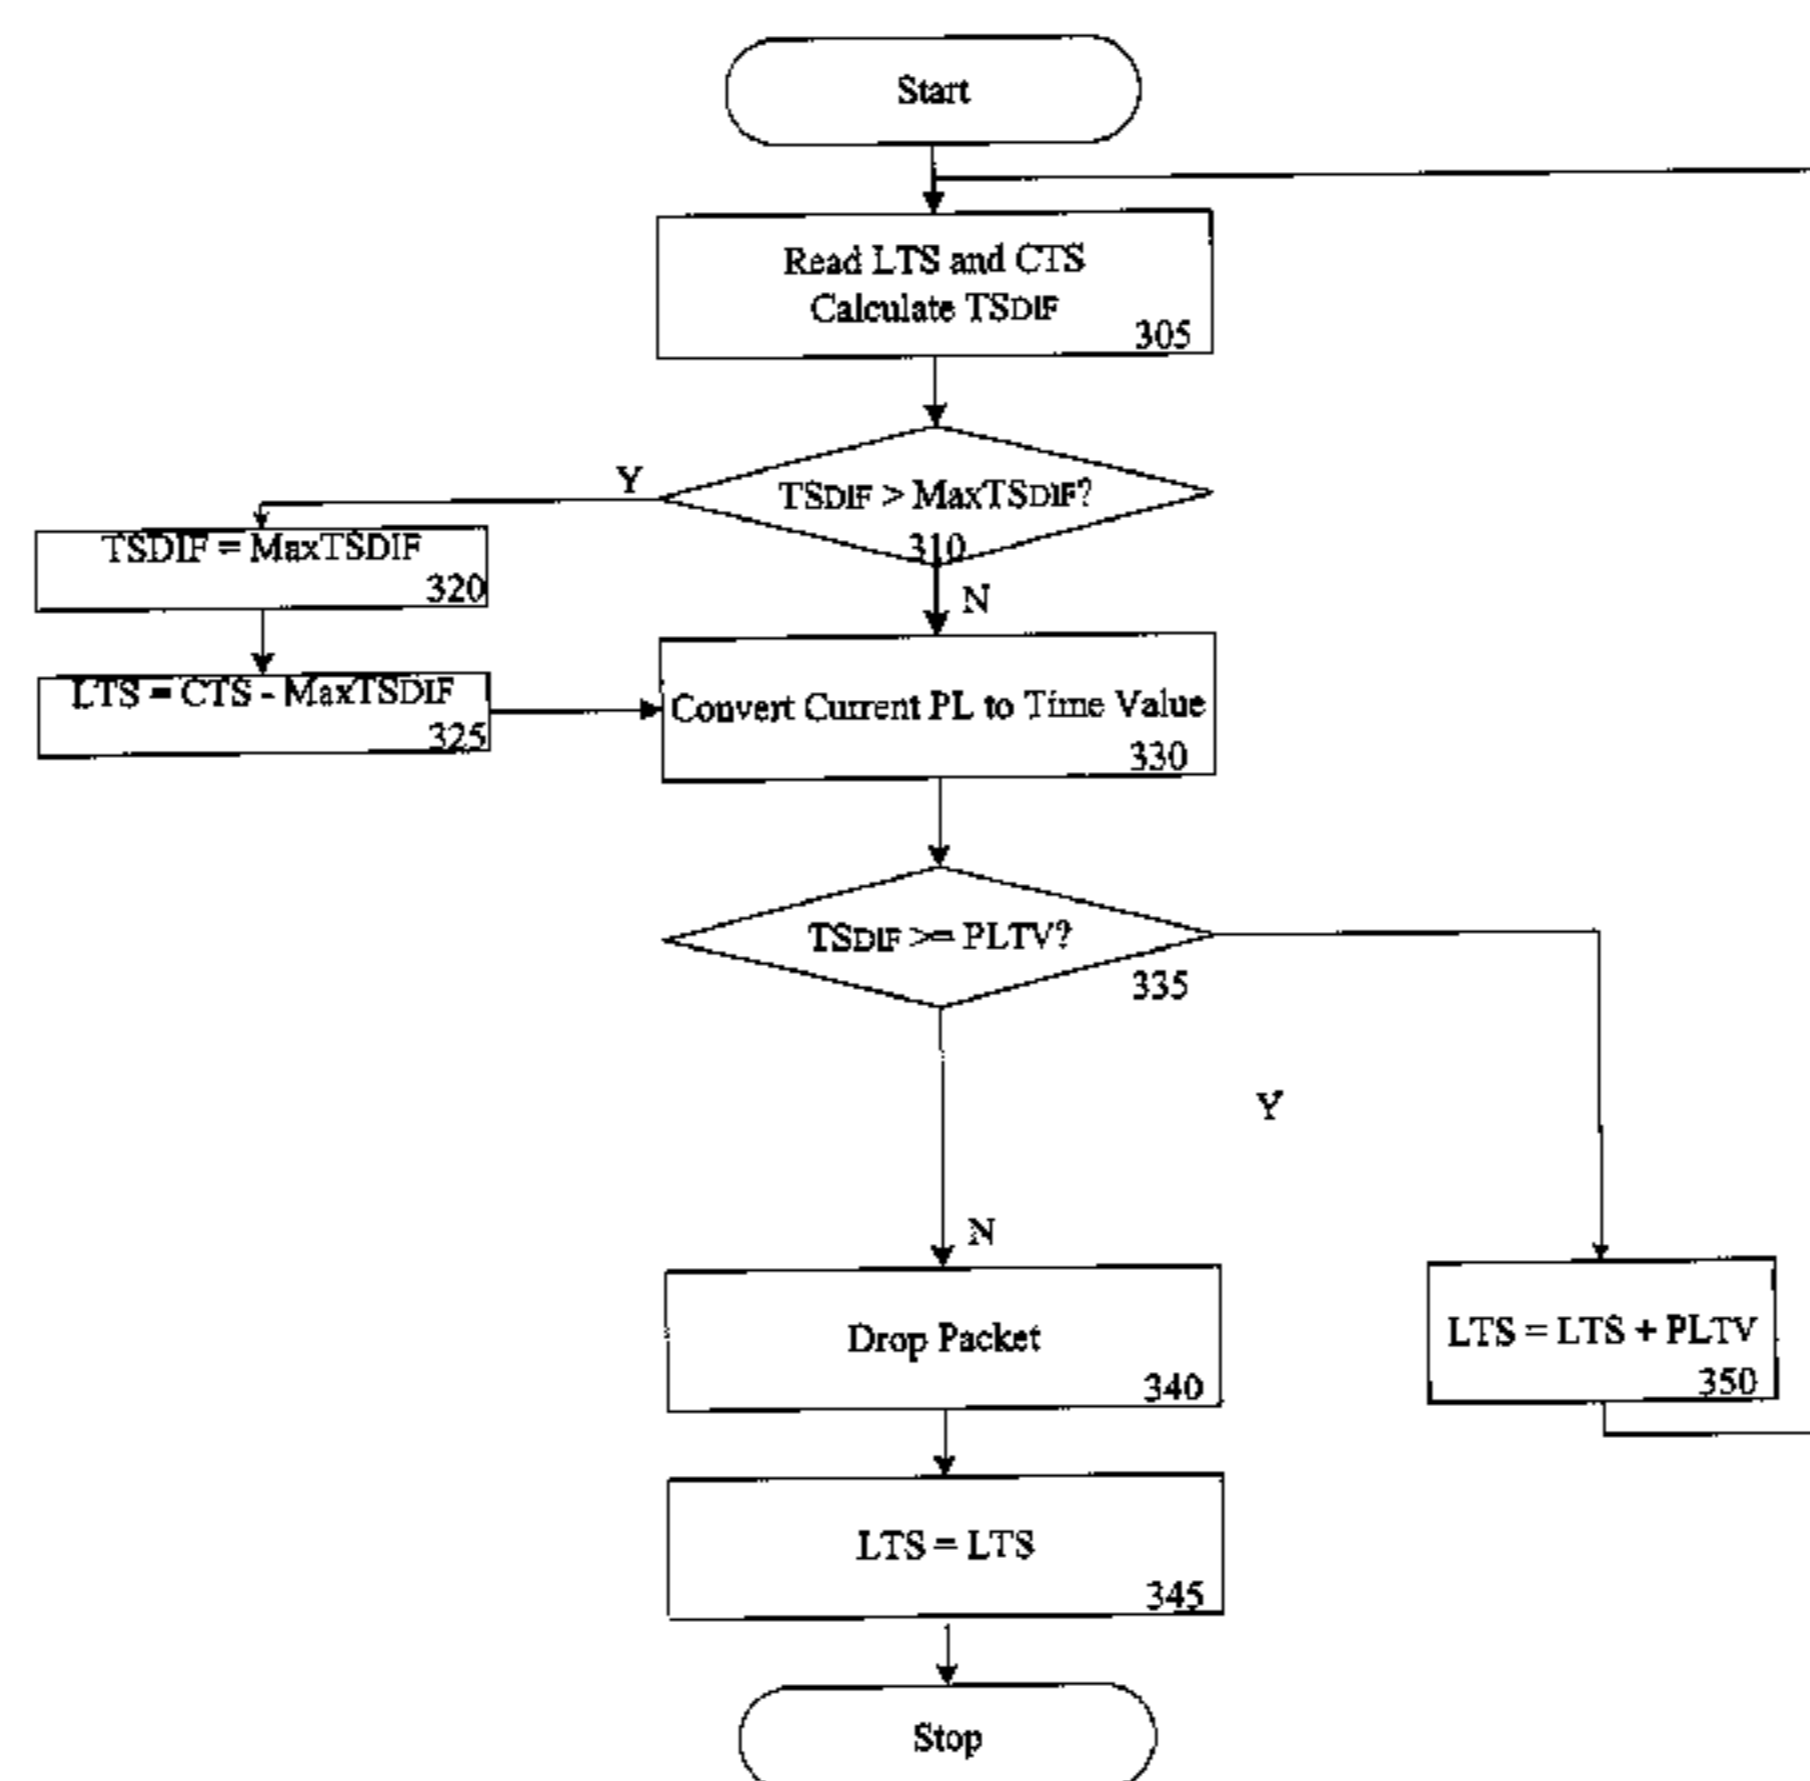 Start
Read LTS and CTS
Calculate TSDIF
305
TSDIF > MaxTSDIF?
310
Y
N
TSDIF = MaxTSDIF
320
LTS = CTS - MaxTSDIF
325
Convert Current PL to Time Value
330
TSDIF >= PLTV?
335
Y
N
Drop Packet
340
LTS = LTS + PLTV
350
LTS = LTS
345
Stop